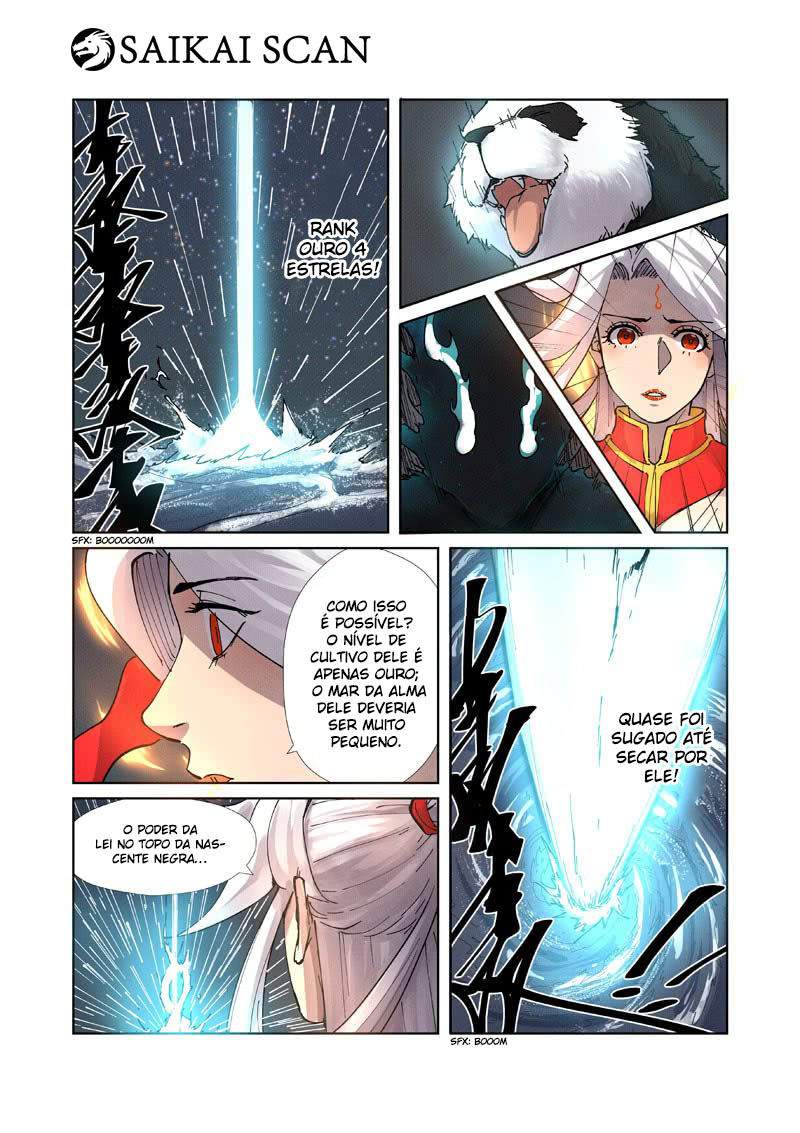 SAIKAI SCAN
RANK
OURO 4
ESTRELAS!
SFX: BOOOOOOOM
COMO ISSO
É POSSÍVEL?
O NÍVEL DE
CULTIVO DELE É
APENAS OURO;
O MAR DA ALMA
DELE DEVERIA
SER MUITO
PEQUENO.
O PODER DA
LEI NO TOPO DA NAS-
CENTE NEGRA...
QUASE FOI
SUGADO ATÉ
SECAR POR
ELE!
SFX: BOOOM